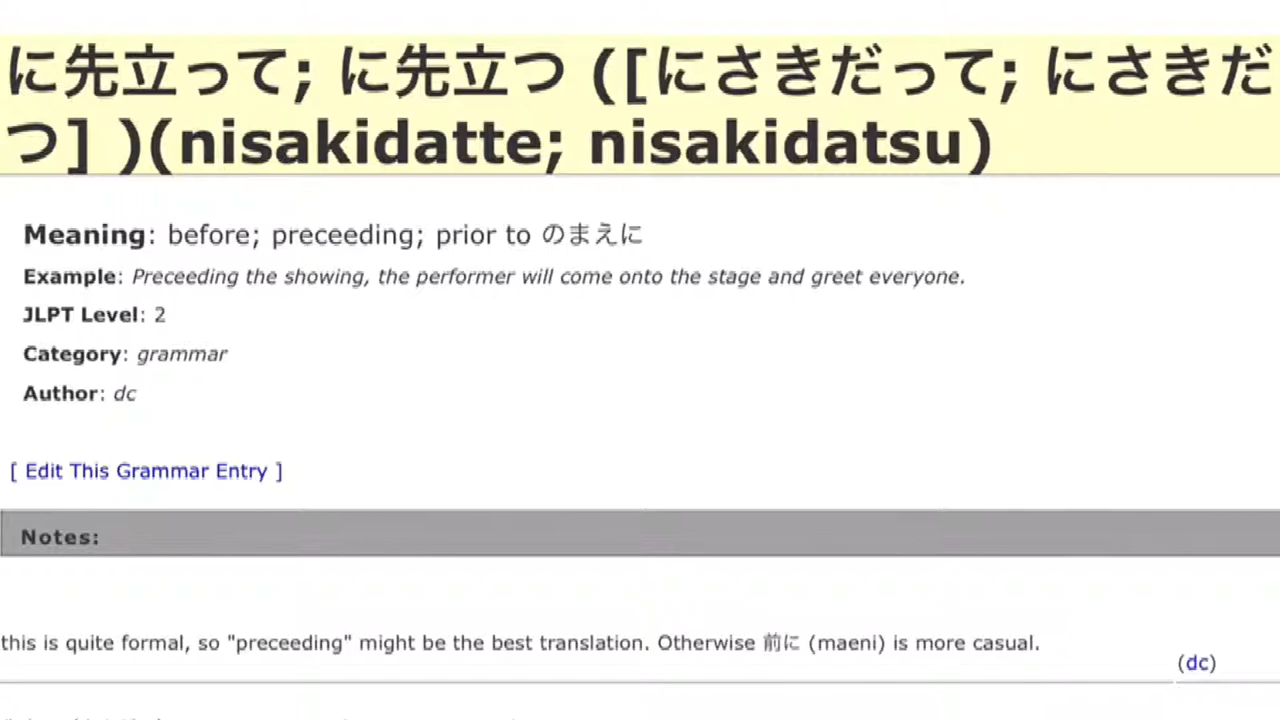 に先立って; に先立つ ([にさきだって; にさきだ
つ] )(nisakidatte; nisakidatsu)
Meaning: before; preceeding; prior to のまえに
Example: Preceeding the showing, the performer will come onto the stage and greet everyone.
JLPT Level: 2
Category: grammar
Author: dc
[ Edit This Grammar Entry ]
Notes:
this is quite formal, so "preceeding" might be the best translation. Otherwise 前に (maeni) is more casual.
(dc)